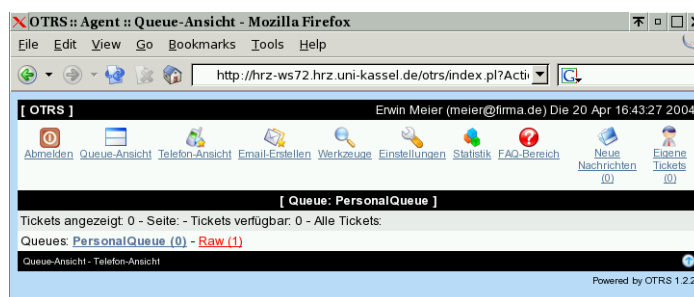 OTRS :: Agent :: Queue-Ansicht - Mozilla Firefox
File Edit View Go Bookmarks Tools Help
http://hrz-ws72.hrz.uni-kassel.de/otrs/index.pl?Acti
[ OTRS ] Erwin Meier (meier@firma.de) Die 20 Apr 16:43:27 2004
Abmelden Queue-Ansicht Telefon-Ansicht Email-Erstellen Werkzeuge Einstellungen Statistik FAQ-Bereich Neue Nachrichten (0) Eigene Tickets (0)
[ Queue: PersonalQueue ]
Tickets angezeigt: 0 - Seite: - Tickets verfügbar: 0 - Alle Tickets:
Queues: PersonalQueue (0) - Raw (1)
Queue-Ansicht - Telefon-Ansicht
Powered by OTRS 1.2.2